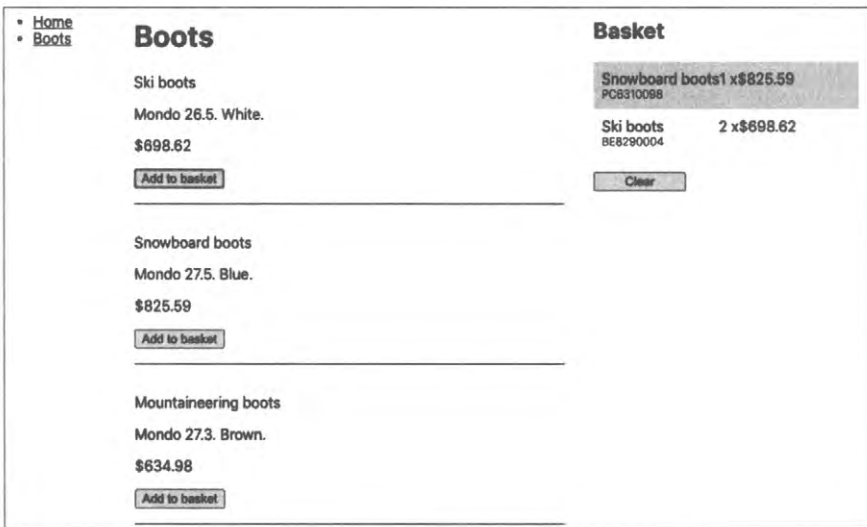 Home
Boots
Boots
Ski boots
Mondo 26.5. White.
$698.62
Add to basket
Snowboard boots
Mondo 27.5. Blue.
$825.59
Add to basket
Mountaineering boots
Mondo 27.3. Brown.
$634.98
Add to basket
Basket
Snowboard boots1 x$825.59
PC6310098
Ski boots 2 x$698.62
BE8290004
Clear